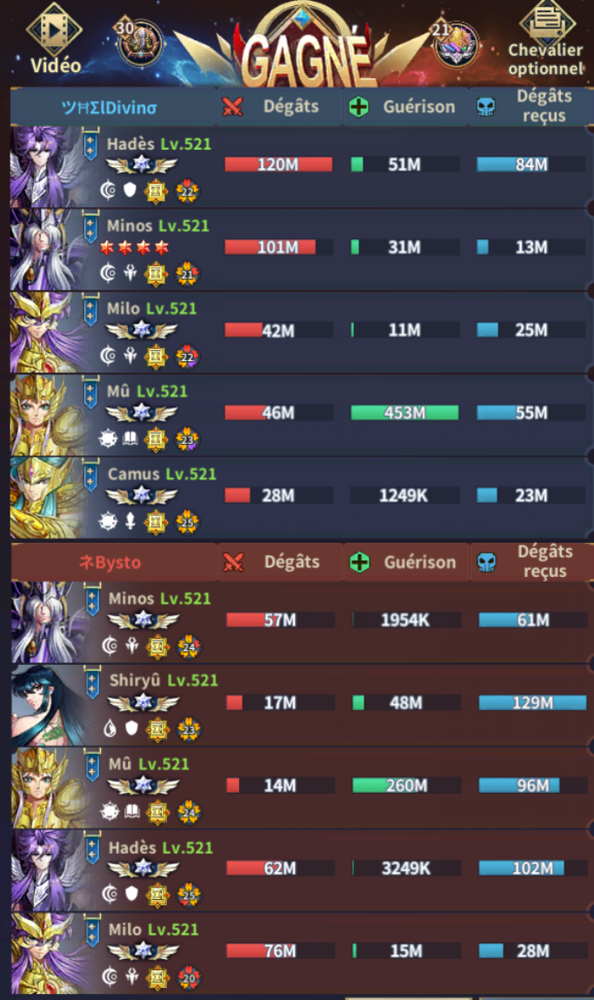 30
21
GAGNÉ
Vidéo
Chevalier
optionnel
ツĦΣlDivinσ
Dégâts
Guérison
Dégâts
reçus
Hadès Lv.521
120M
51M
84M
22
Minos Lv.521
101M
31M
13M
21
Milo Lv.521
42M
11M
25M
22
Mû Lv.521
46M
453M
55M
23
Camus Lv.521
28M
1249K
23M
25
ネBysto
Dégâts
Guérison
Dégâts
reçus
Minos Lv.521
57M
1954K
61M
24
Shiryû Lv.521
17M
48M
129M
23
Mû Lv.521
14M
260M
96M
24
Hadès Lv.521
62M
3249K
102M
25
Milo Lv.521
76M
15M
28M
20